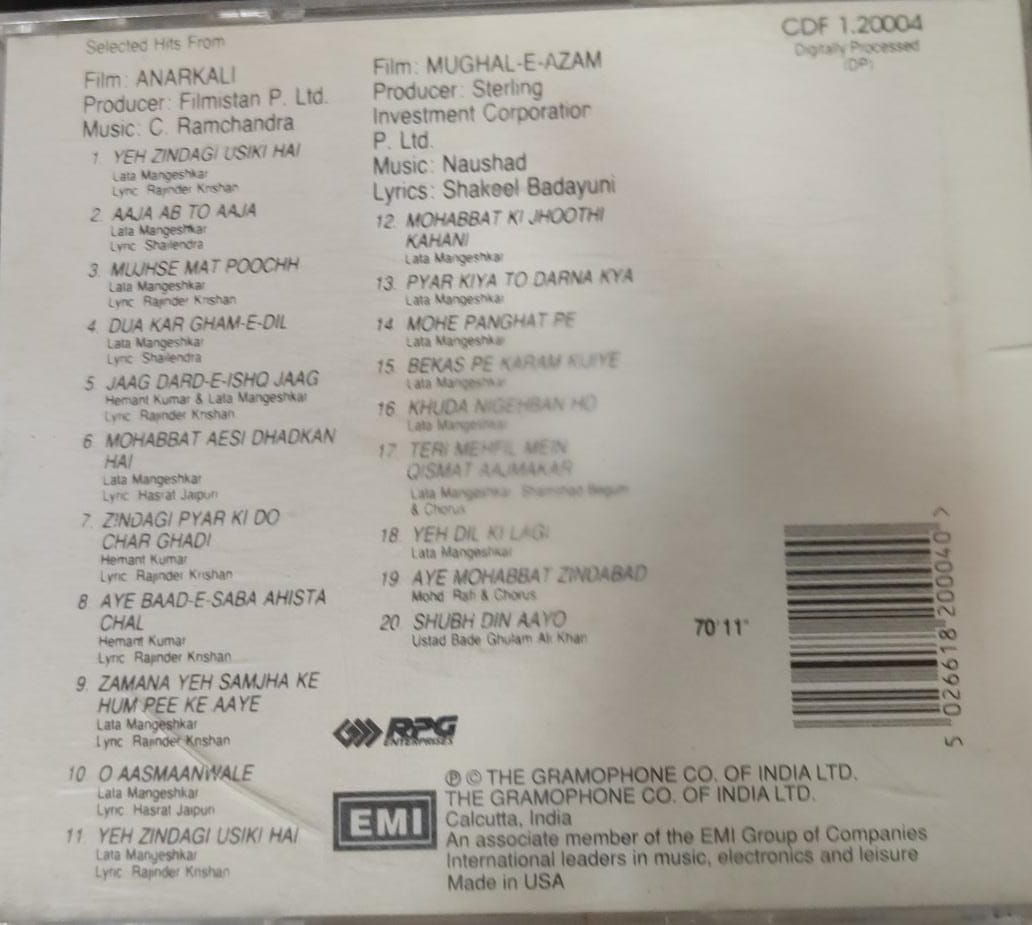 Selected Hits From
Film: ANARKALI
Producer: Filmistan P. Ltd.
Music: C. Ramchandra
1. YEH ZINDAGI USIKI HAI
Lata Mangeshkar
Lyric Rajinder Krishan
2. AAJA AB TO AAJA
Lata Mangeshkar
Lyric Shailendra
3. MUJHSE MAT POOCHH
Lata Mangeshkar
Lyric Rajinder Krishan
4. DUA KAR GHAM-E-DIL
Lata Mangeshkar
Lyric Shailendra
5. JAAG DARD-E-ISHQ JAAG
Hemant Kumar & Lata Mangeshkar
Lyric Rajinder Krishan
6 MOHABBAT AESI DHADKAN
HAI
Lata Mangeshkar
Lyric Hasrat Jaipuri
7. ZINDAGI PYAR KI DO
CHAR GHADI
Hemant Kumar
Lyric Rajinder Krishan
8 AYE BAAD-E-SABA AHISTA
CHAL
Hemant Kumar
Lyric Rajinder Krishan
9. ZAMANA YEH SAMJHA KE
HUM PEE KE AAYE
Lata Mangeshkar
Lyric Rajinder Krishan
10 O AASMAANWALE
Lata Mangeshkar
Lyric Hasrat Jaipuri
11. YEH ZINDAGI USIKI HAI
Lata Mangeshkar
Lyric Rajinder Krishan
Film: MUGHAL-E-AZAM
Producer: Sterling
Investment Corporation
P. Ltd.
Music: Naushad
Lyrics: Shakeel Badayuni
12. MOHABBAT KI JHOOTHI
KAHANI
Lata Mangeshkar
13. PYAR KIYA TO DARNA KYA
Lata Mangeshkar
14 MOHE PANGHAT PE
Lata Mangeshkar
15. BEKAS PE KARAM KIJIYE
Lata Mangeshkar
16 KHUDA NIGEHBAN HO
Lata Mangeshkar
17 TERI MEHFIL MEIN
QISMAT AAJMAKAR
Lata Mangeshkar Shamshad Begum
& Chorus
18 YEH DIL KI LAGI
Lata Mangeshkar
19 AYE MOHABBAT ZINDABAD
Mohd Rafi & Chorus
20 SHUBH DIN AAYO
Ustad Bade Ghulam Ali Khan
CDF 1.20004
Digitally Processed
(DP)
70'11"
5 026618 200040 >
RPG
ENTERPRISES
EMI
℗ © THE GRAMOPHONE CO. OF INDIA LTD.
THE GRAMOPHONE CO. OF INDIA LTD.
Calcutta, India
An associate member of the EMI Group of Companies
International leaders in music, electronics and leisure
Made in USA